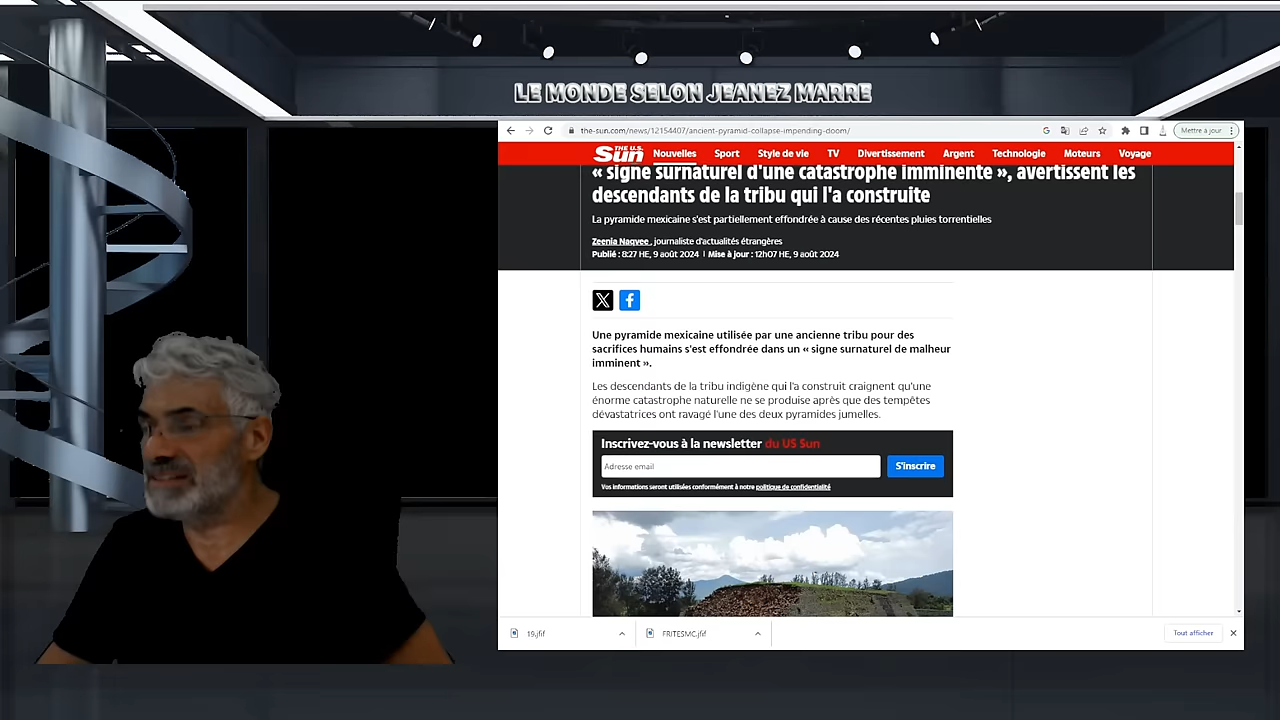 LE MONDE SELON JEANEZ MARRE
the-sun.com/news/12154407/ancient-pyramid-collapse-impending-doom/
Mettre à jour
THE U.S. Sun Nouvelles Sport Style de vie TV Divertissement Argent Technologie Moteurs Voyage
« signe surnaturel d'une catastrophe imminente », avertissent les
descendants de la tribu qui l'a construite
La pyramide mexicaine s'est partiellement effondrée à cause des récentes pluies torrentielles
Zeenia Naqvee , journaliste d'actualités étrangères
Publié : 8:27 HE, 9 août 2024 | Mise à jour : 12h07 HE, 9 août 2024
Une pyramide mexicaine utilisée par une ancienne tribu pour des
sacrifices humains s'est effondrée dans un « signe surnaturel de malheur
imminent ».
Les descendants de la tribu indigène qui l'a construit craignent qu'une
énorme catastrophe naturelle ne se produise après que des tempêtes
dévastatrices ont ravagé l'une des deux pyramides jumelles.
Inscrivez-vous à la newsletter du US Sun
Adresse email
S'inscrire
Vos informations seront utilisées conformément à notre politique de confidentialité
19.jfif
FRITESMC.jfif
Tout afficher